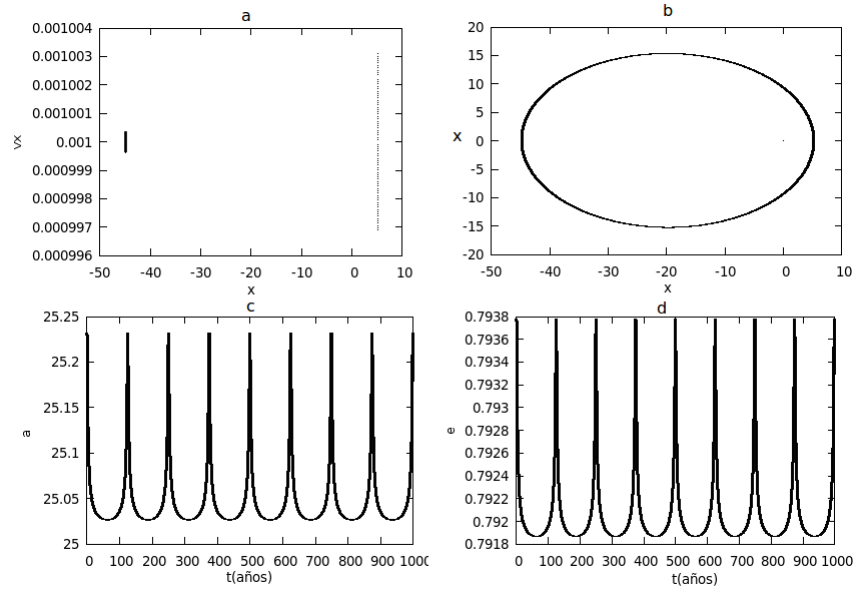 a
0.001004
0.001003
0.001002
0.001001
0.001
0.000999
0.000998
0.000997
0.000996
vx
-50 -40 -30 -20 -10 0 10
x
b
20
15
10
5
0
-5
-10
-15
-20
x
-50 -40 -30 -20 -10 0 10
x
c
25.25
25.2
25.15
25.1
25.05
25
a
0 100 200 300 400 500 600 700 800 900 1000
t(años)
d
0.7938
0.7936
0.7934
0.7932
0.793
0.7928
0.7926
0.7924
0.7922
0.792
0.7918
e
0 100 200 300 400 500 600 700 800 900 1000
t(años)